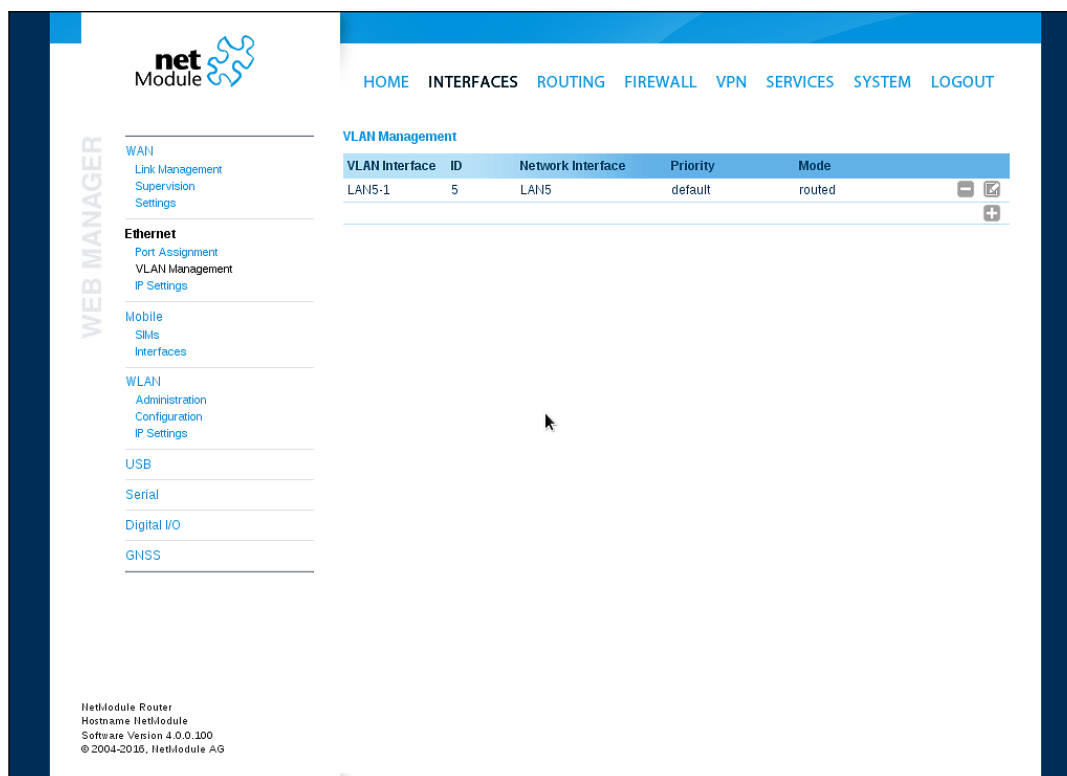 net
Module
HOME INTERFACES ROUTING FIREWALL VPN SERVICES SYSTEM LOGOUT
WEB MANAGER
WAN
Link Management
Supervision
Settings
Ethernet
Port Assignment
VLAN Management
IP Settings
Mobile
SIMs
Interfaces
WLAN
Administration
Configuration
IP Settings
USB
Serial
Digital I/O
GNSS
VLAN Management
VLAN Interface ID Network Interface Priority Mode
LAN5-1 5 LAN5 default routed
NetModule Router
Hostname NetModule
Software Version 4.0.0.100
© 2004-2016, NetModule AG